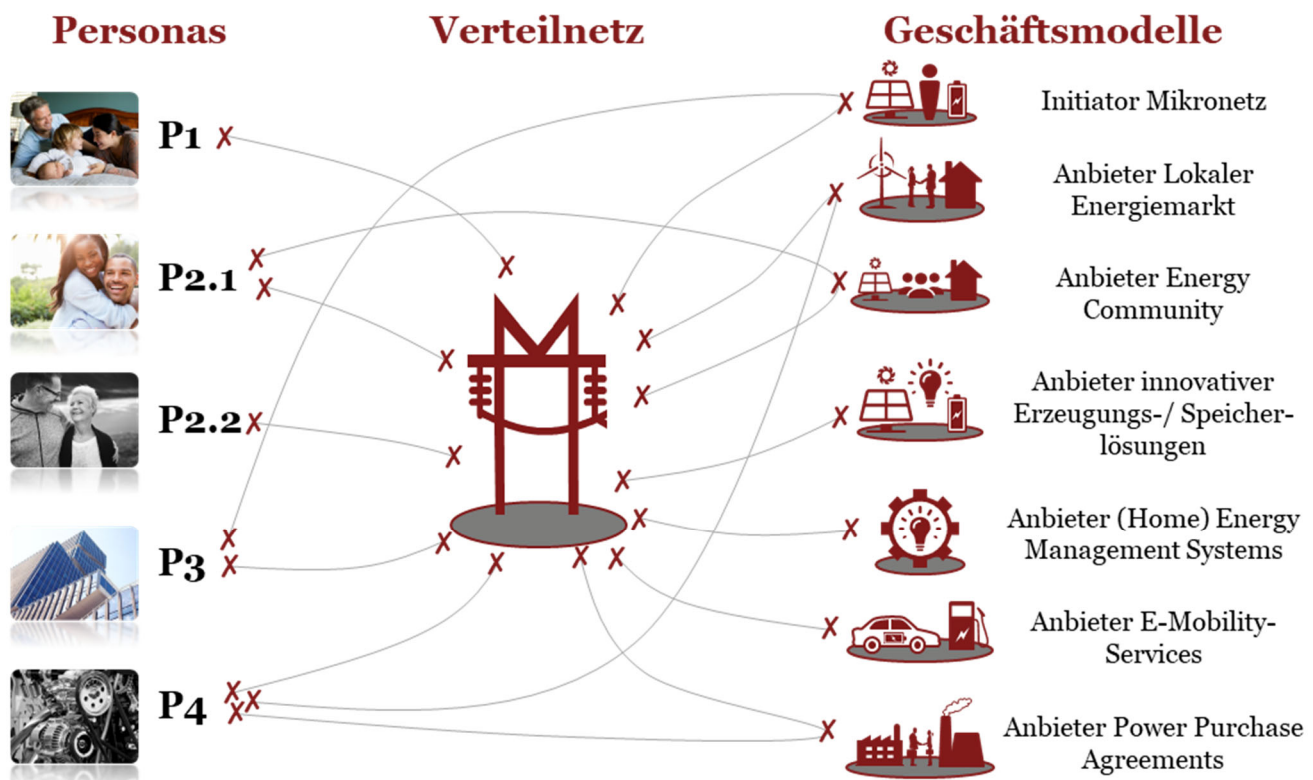 Personas
Verteilnetz
Geschäftsmodelle
P1
P2.1
P2.2
P3
P4
Initiator Mikronetz
Anbieter Lokaler
Energiemarkt
Anbieter Energy
Community
Anbieter innovativer
Erzeugungs-/ Speicher-
lösungen
Anbieter (Home) Energy
Management Systems
Anbieter E-Mobility-
Services
Anbieter Power Purchase
Agreements